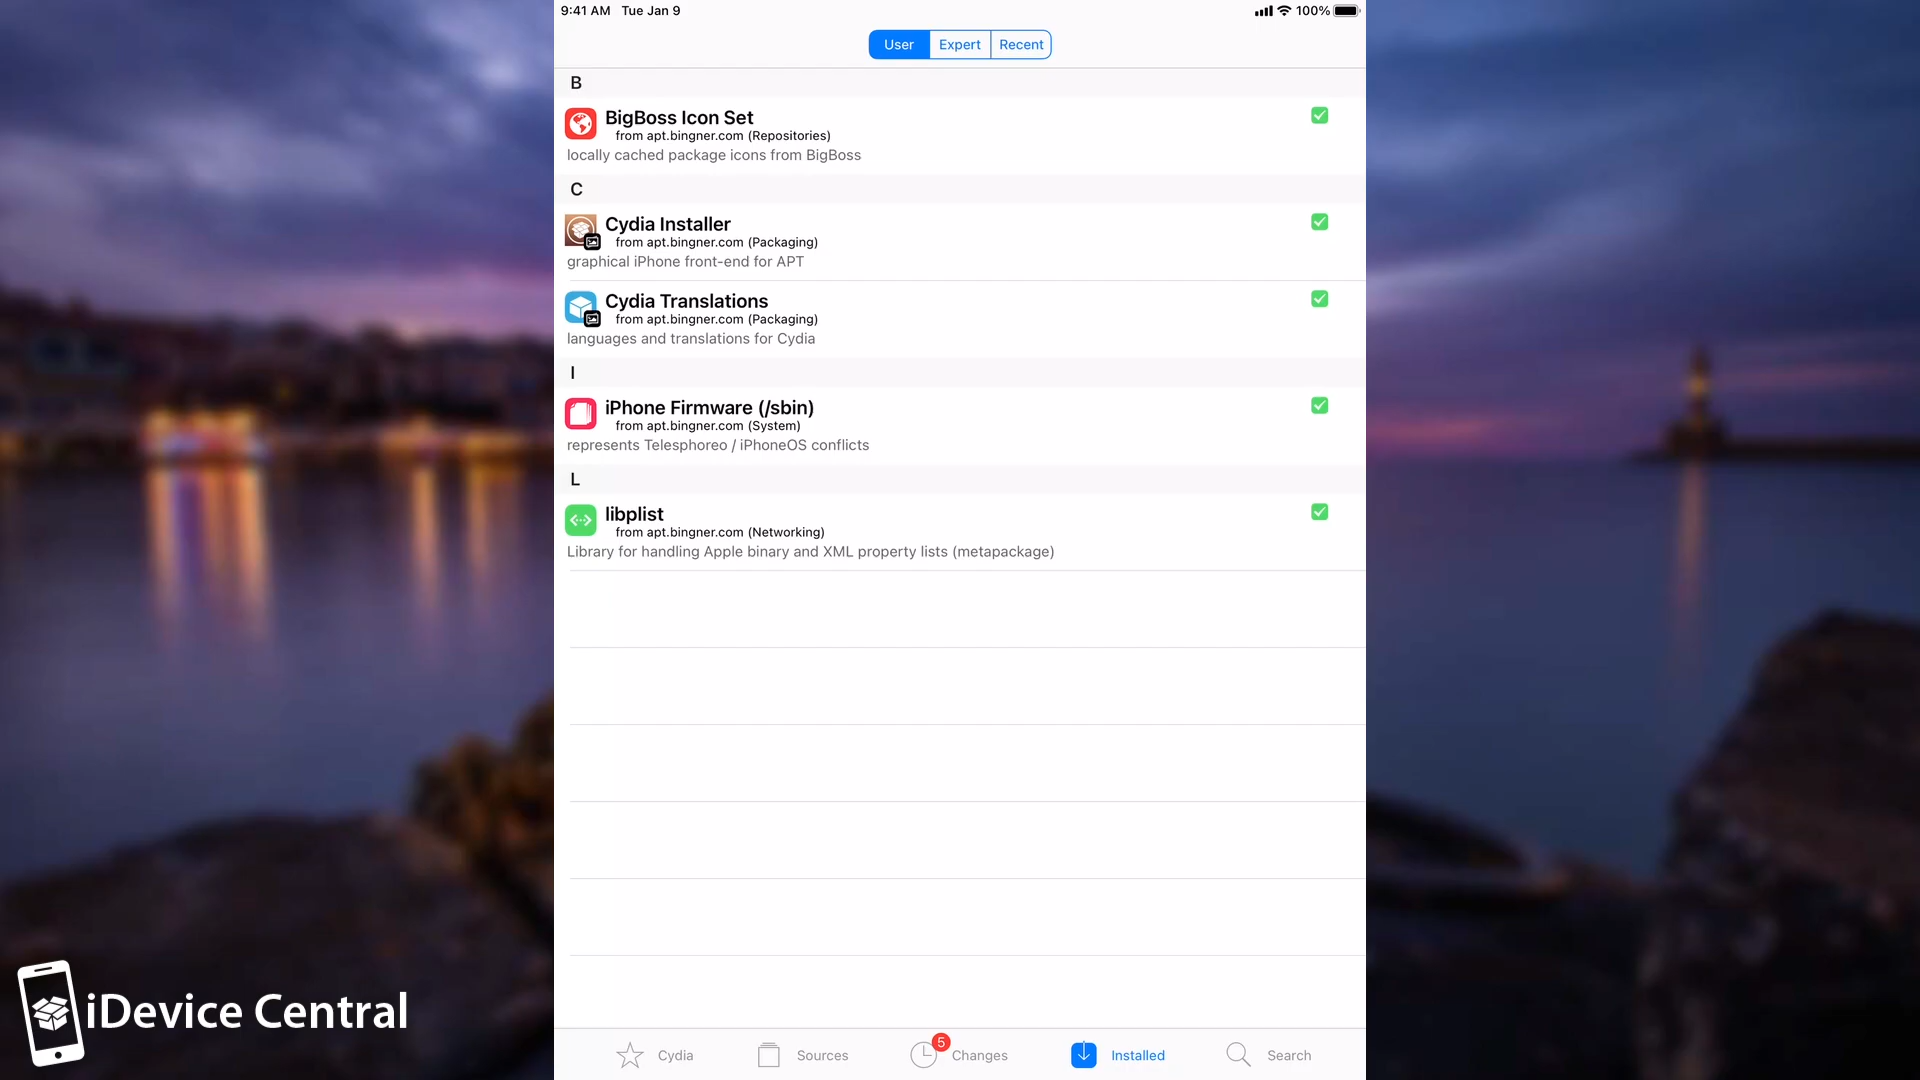 9:41 AM Tue Jan 9
100%
User Expert Recent
B
BigBoss Icon Set
from apt.bingner.com (Repositories)
locally cached package icons from BigBoss
C
Cydia Installer
from apt.bingner.com (Packaging)
graphical iPhone front-end for APT
Cydia Translations
from apt.bingner.com (Packaging)
languages and translations for Cydia
I
iPhone Firmware (/sbin)
from apt.bingner.com (System)
represents Telesphoreo / iPhoneOS conflicts
L
libplist
from apt.bingner.com (Networking)
Library for handling Apple binary and XML property lists (metapackage)
iDevice Central
Cydia Sources 5 Changes Installed Search